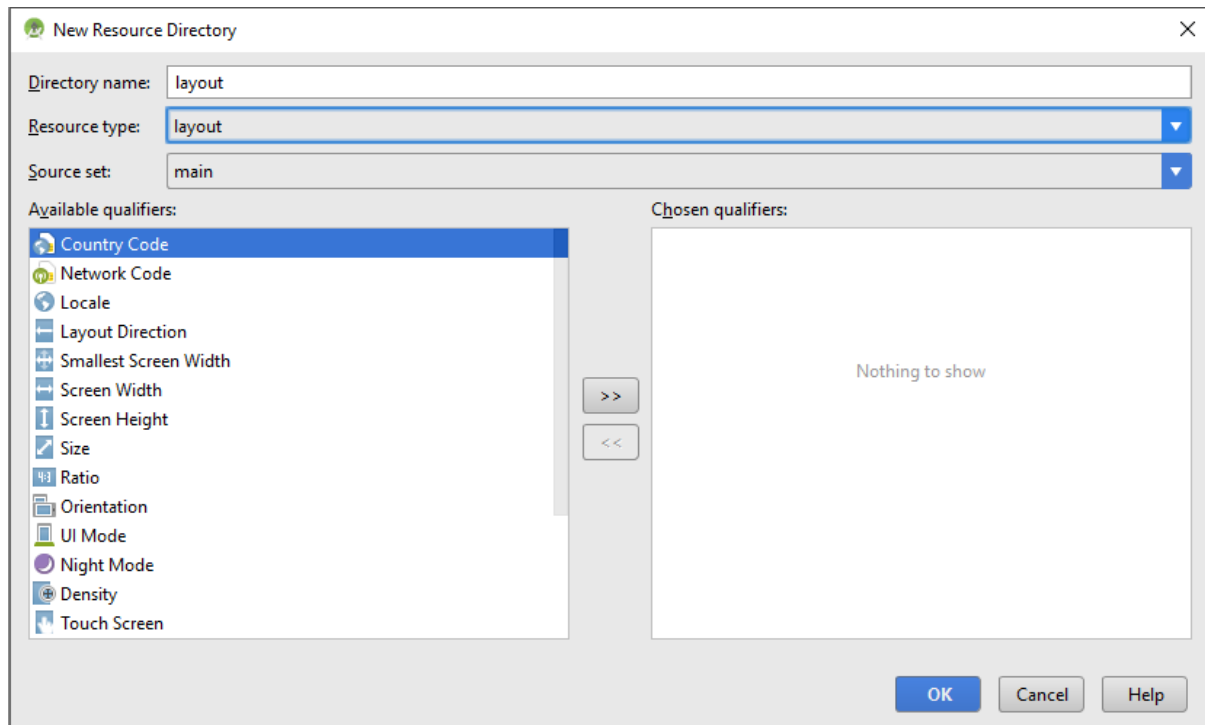 New Resource Directory
Directory name: layout
Resource type: layout
Source set: main
Available qualifiers:
Chosen qualifiers:
Country Code
Network Code
Locale
Layout Direction
Smallest Screen Width
Screen Width
Screen Height
Size
4:3 Ratio
Orientation
UI Mode
Night Mode
Density
Touch Screen
>>
<<
Nothing to show
OK
Cancel
Help